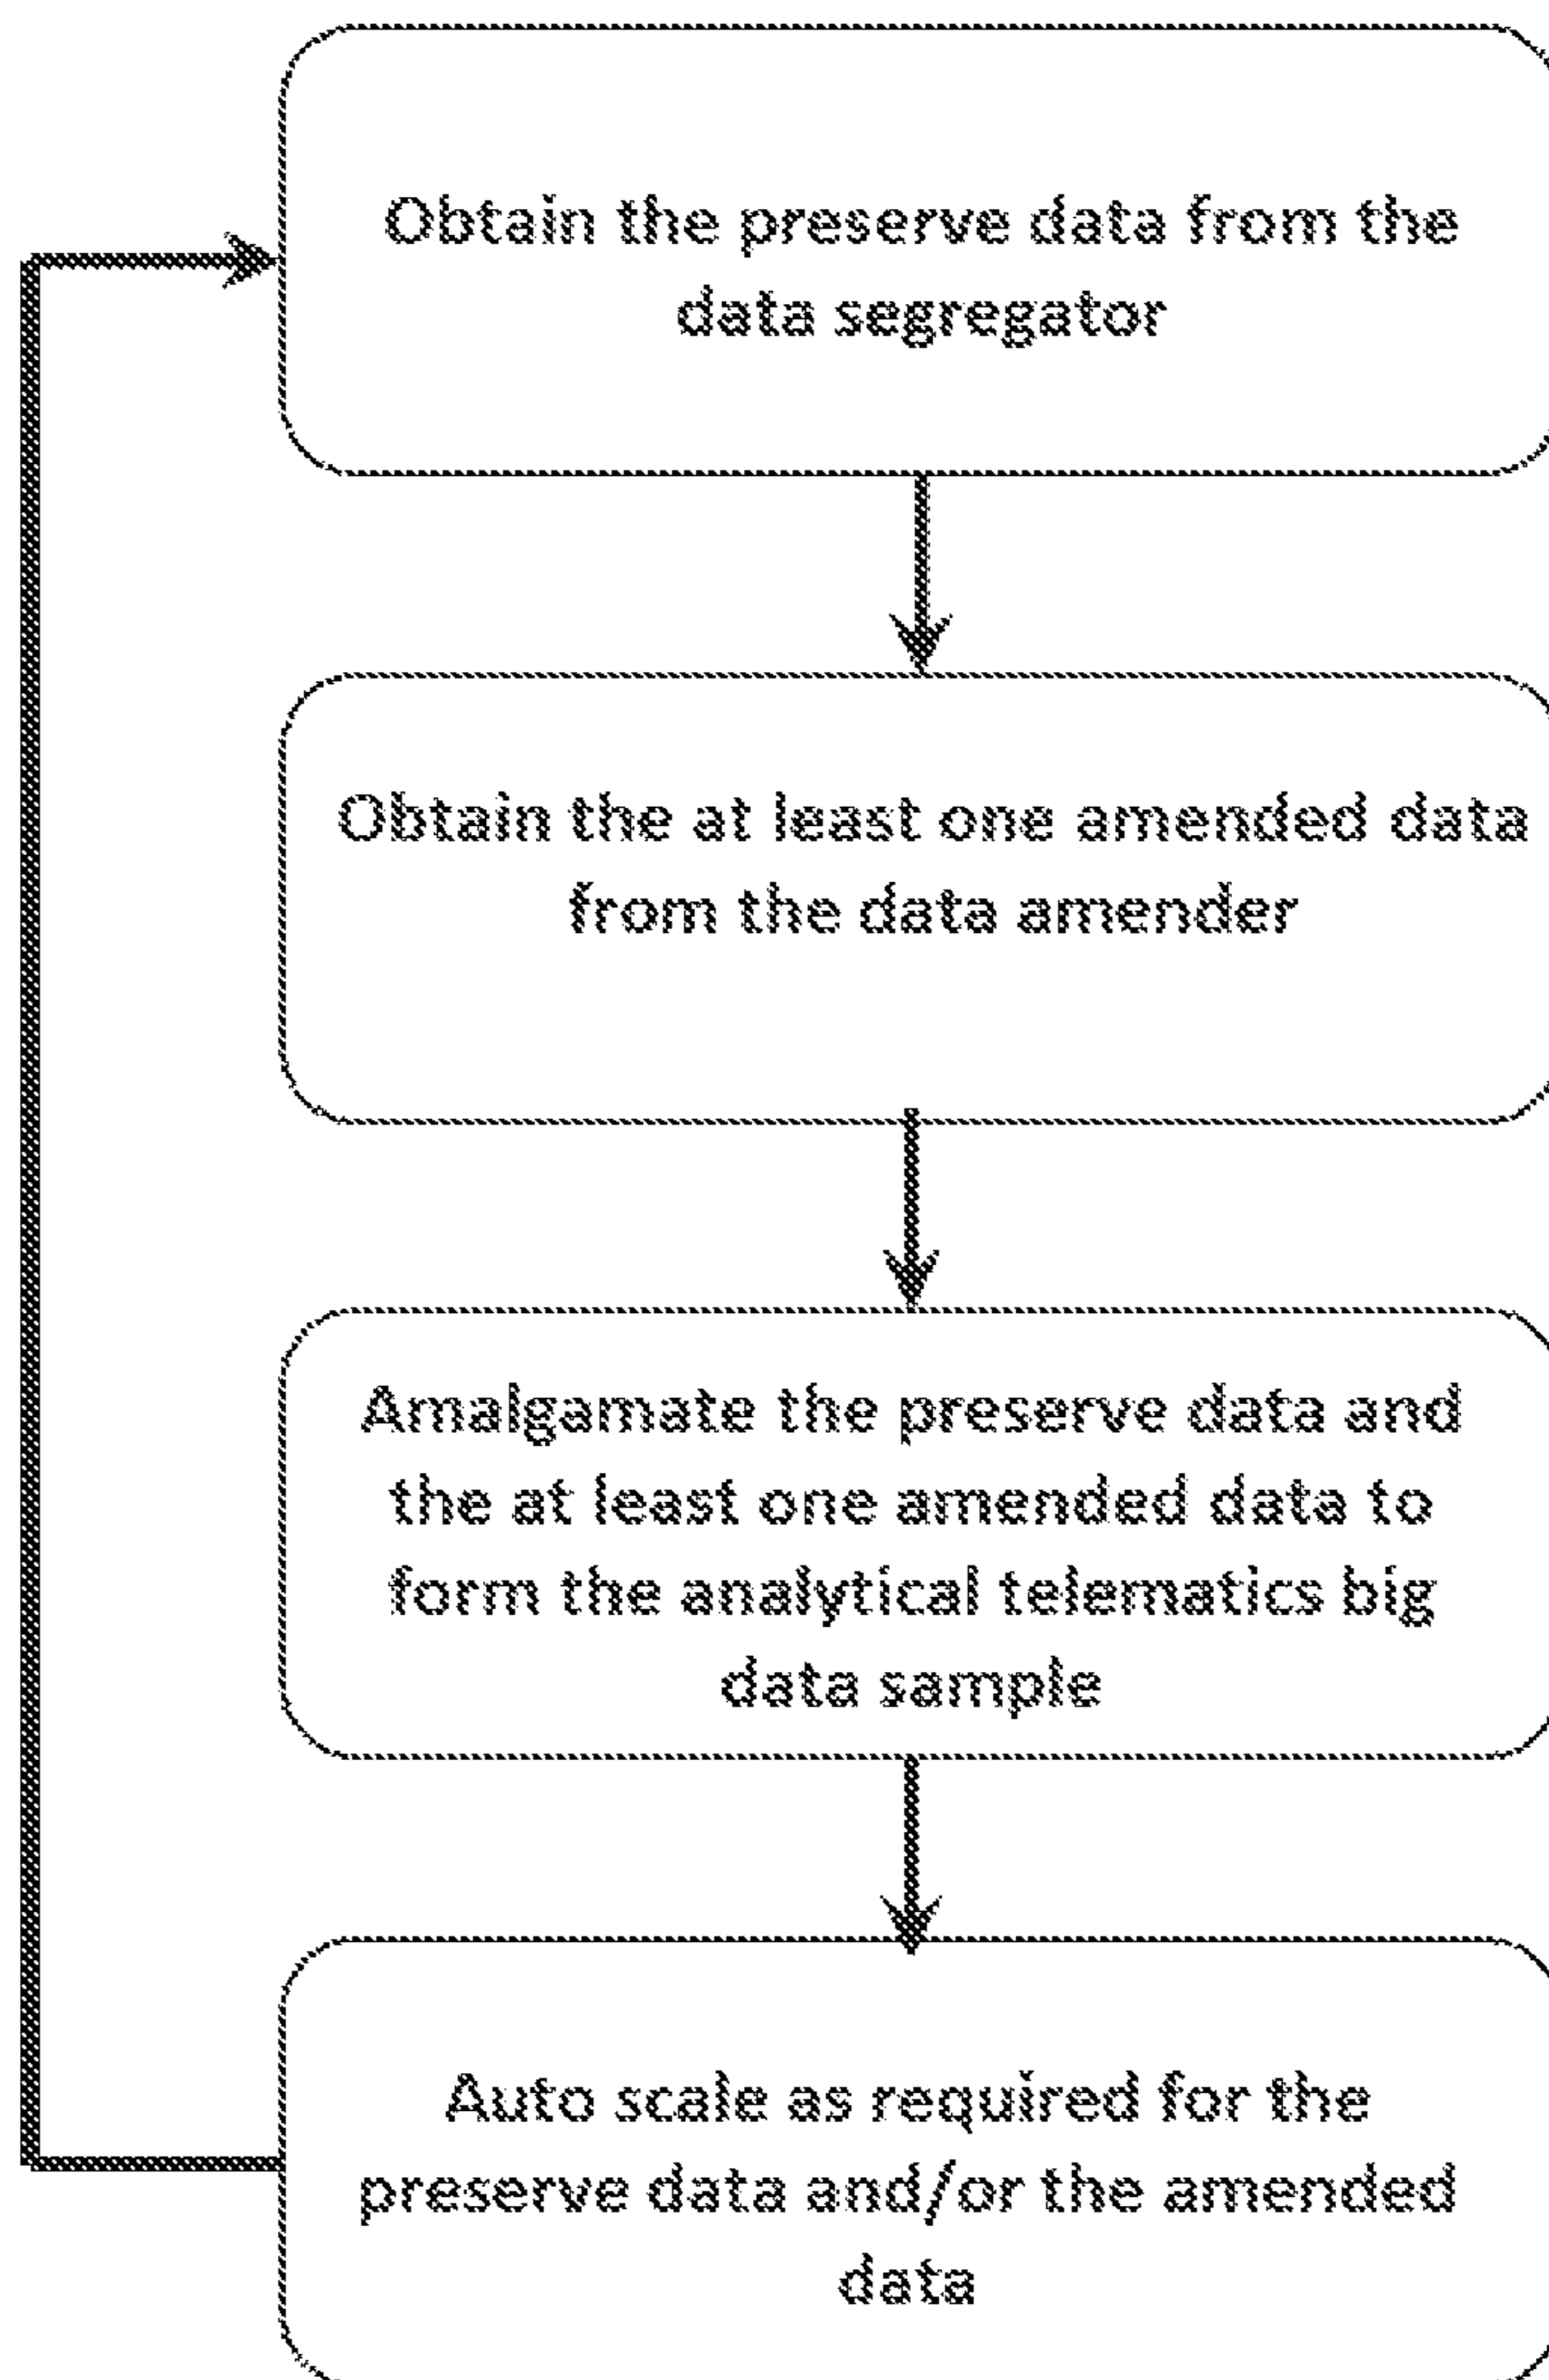 Obtain the preserve data from the
data segregator
Obtain the at least one amended data
from the data amender
Amalgamate the preserve data and
the at least one amended data to
form the analytical telematics big
data sample
Auto scale as required for the
preserve data and/or the amended
data